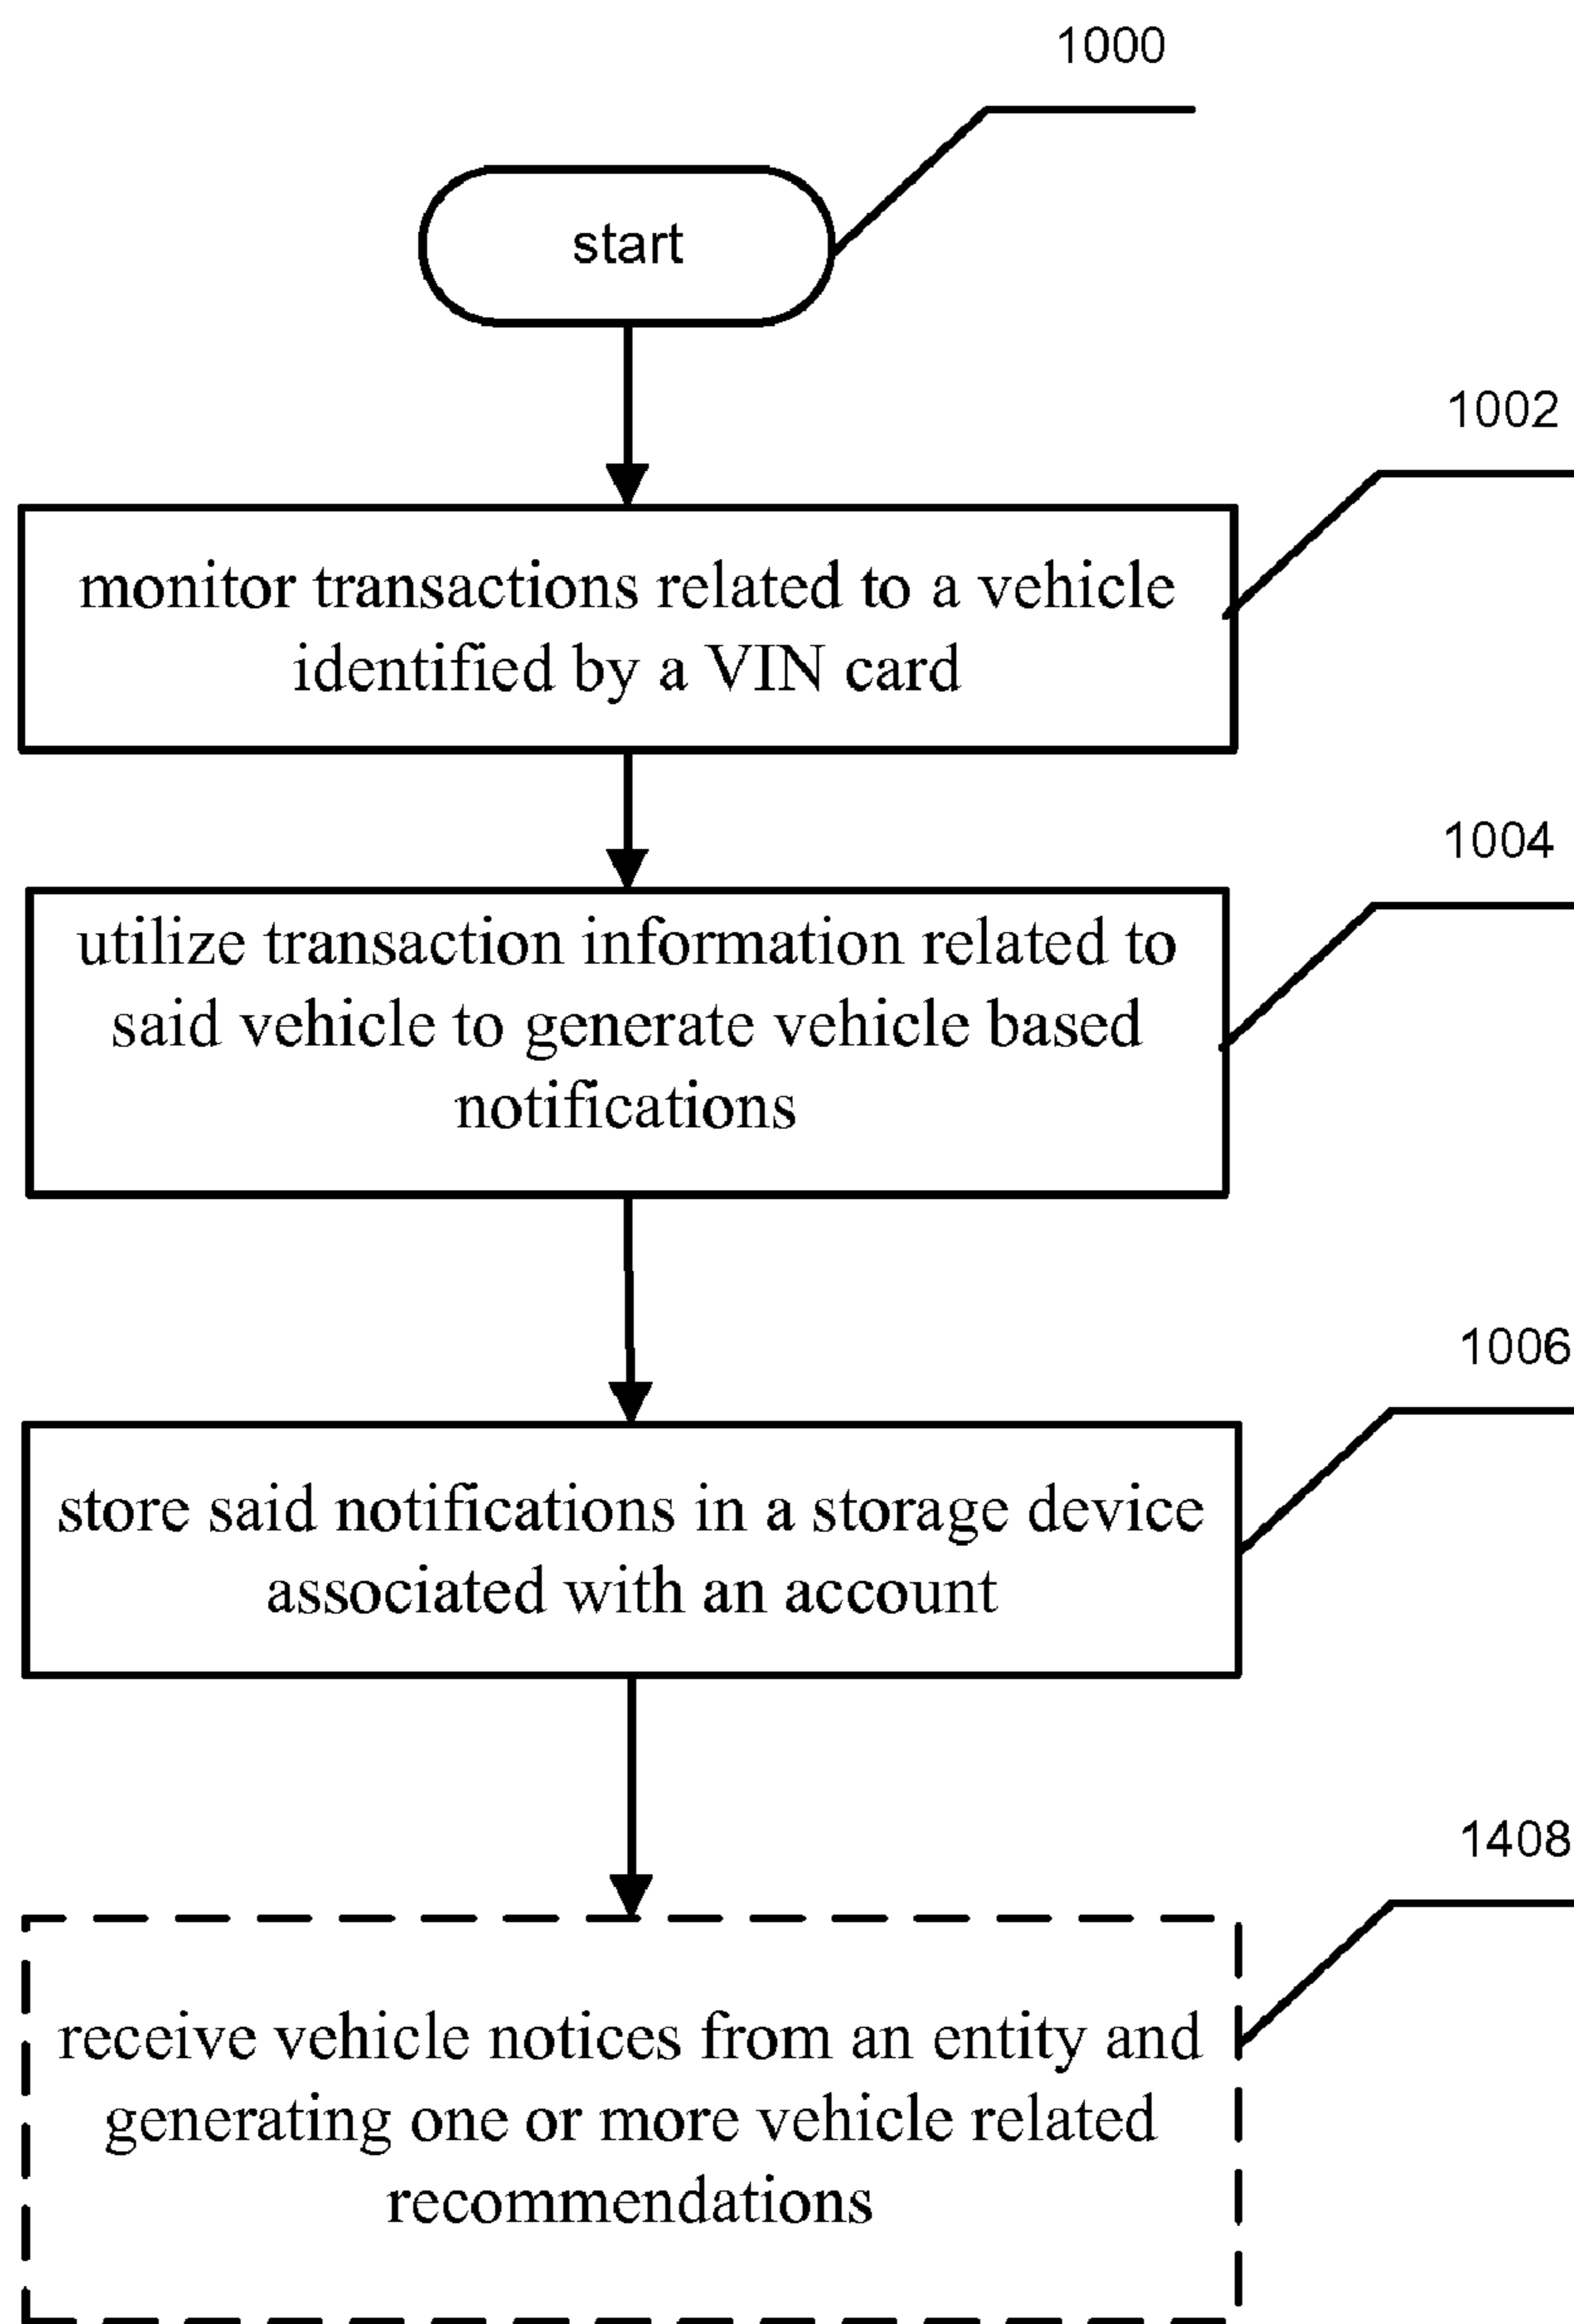 1000
start
1002
monitor transactions related to a vehicle
identified by a VIN card
1004
utilize transaction information related to
said vehicle to generate vehicle based
notifications
1006
store said notifications in a storage device
associated with an account
1408
receive vehicle notices from an entity and
generating one or more vehicle related
recommendations